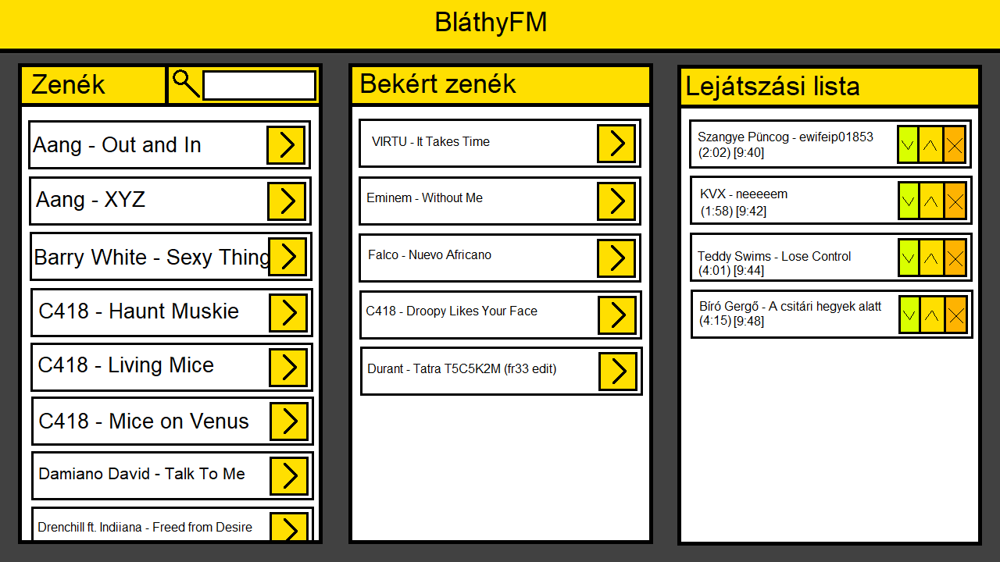 BláthyFM
Zenék
Aang - Out and In
Aang - XYZ
Barry White - Sexy Thing
C418 - Haunt Muskie
C418 - Living Mice
C418 - Mice on Venus
Damiano David - Talk To Me
Drenchill ft. Indiiana - Freed from Desire
Bekért zenék
VIRTU - It Takes Time
Eminem - Without Me
Falco - Nuevo Africano
C418 - Droopy Likes Your Face
Durant - Tatra T5C5K2M (fr33 edit)
Lejátszási lista
Szangye Püncog - ewifeip01853
(2:02) [9:40]
KVX - neeeeem
(1:58) [9:42]
Teddy Swims - Lose Control
(4:01) [9:44]
Bíró Gergő - A csitári hegyek alatt
(4:15) [9:48]